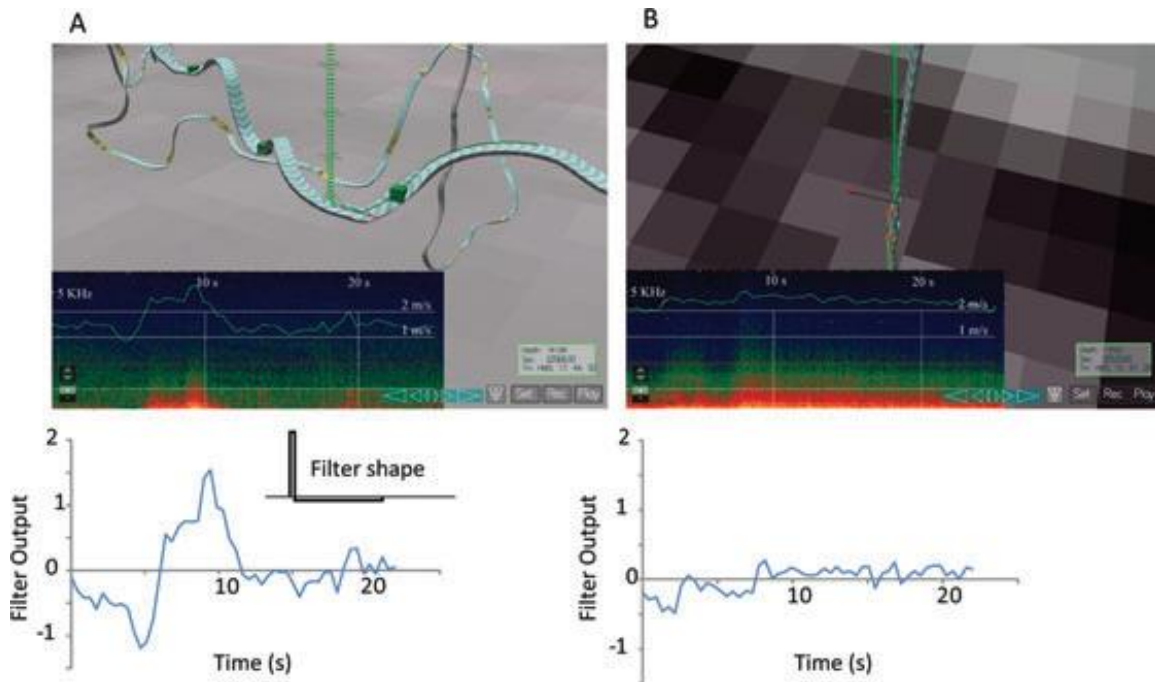 A
B
10 s
20 s
5 KHz
2 m/s
1 m/s
Set
Rec
Play
10 s
20 s
5 KHz
2 m/s
1 m/s
Set
Rec
Play
2
1
0
-1
Filter Output
Filter shape
10
20
Time (s)
2
1
0
-1
Filter Output
10
20
Time (s)